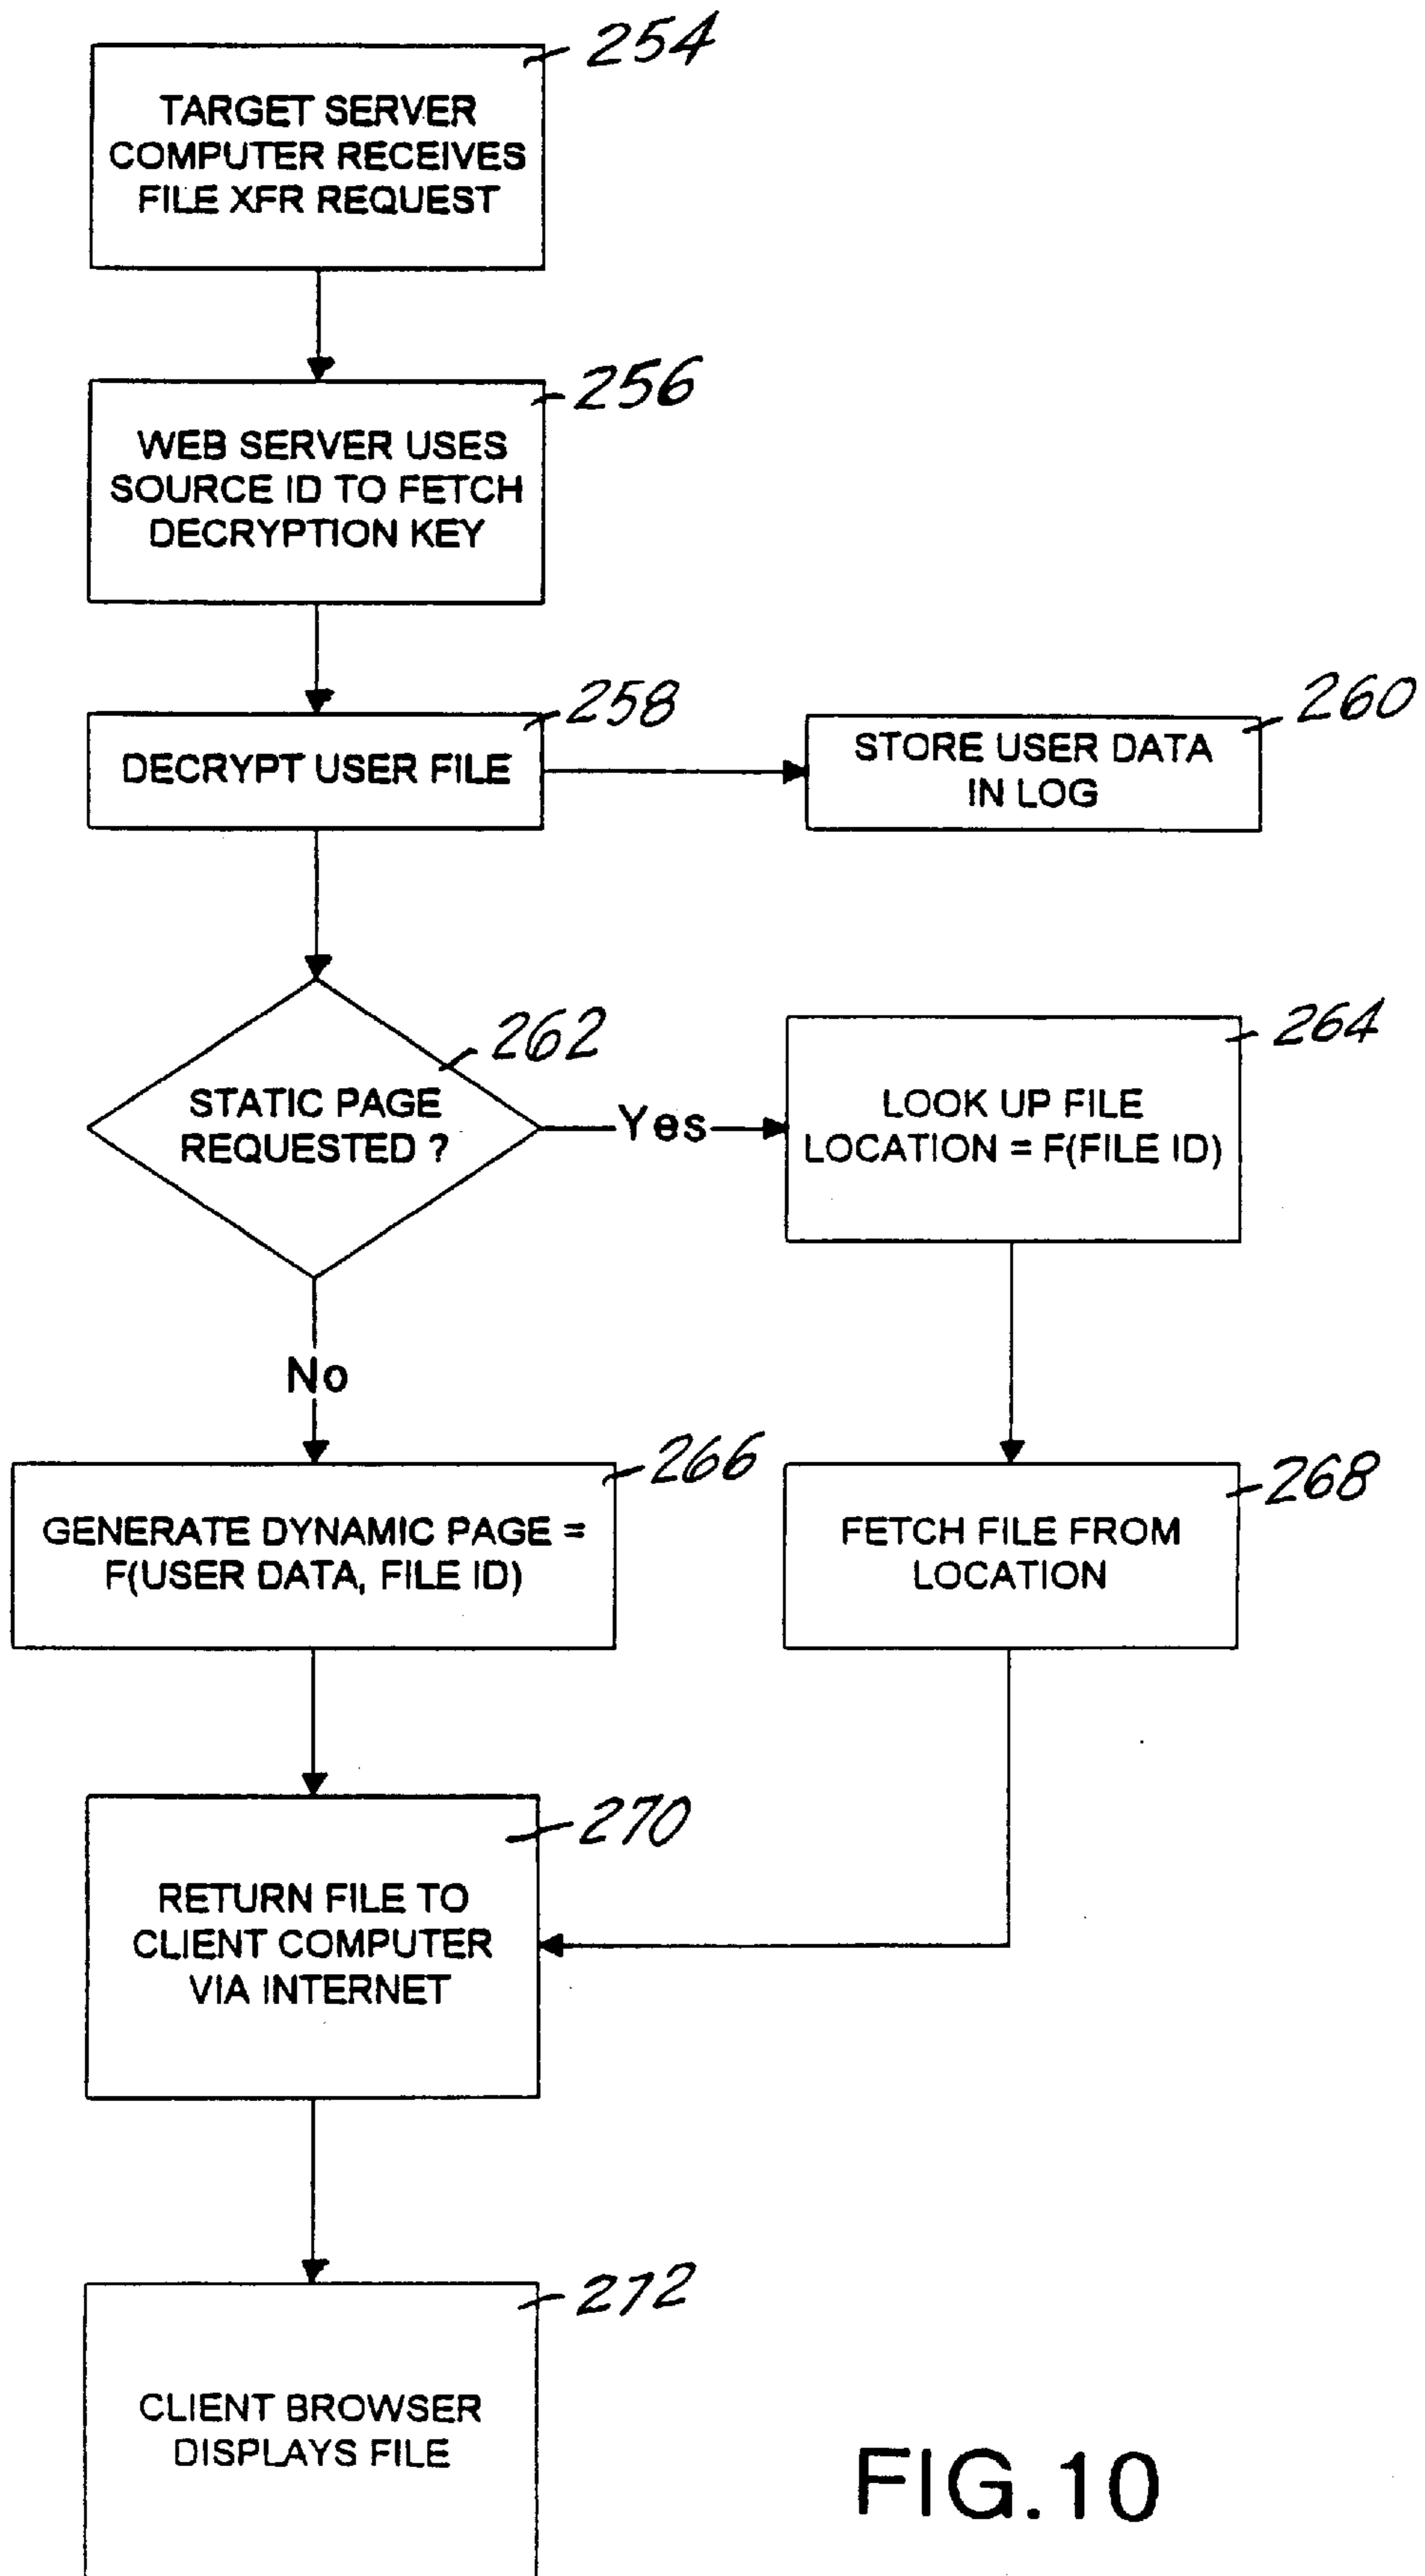 254
TARGET SERVER
COMPUTER RECEIVES
FILE XFR REQUEST
256
WEB SERVER USES
SOURCE ID TO FETCH
DECRYPTION KEY
258
DECRYPT USER FILE
260
STORE USER DATA
IN LOG
262
STATIC PAGE
REQUESTED ?
Yes
264
LOOK UP FILE
LOCATION = F(FILE ID)
No
266
GENERATE DYNAMIC PAGE =
F(USER DATA, FILE ID)
268
FETCH FILE FROM
LOCATION
270
RETURN FILE TO
CLIENT COMPUTER
VIA INTERNET
272
CLIENT BROWSER
DISPLAYS FILE
FIG.10